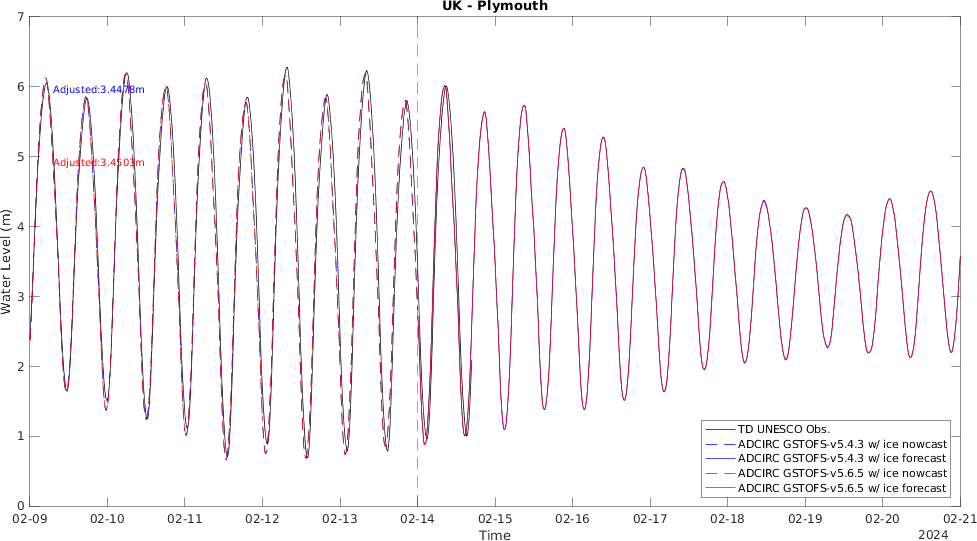 UK - Plymouth
7
6
5
4
3
2
1
0
Water Level (m)
Adjusted:3.4478m
Adjusted:3.4503m
TD UNESCO Obs.
ADCIRC GSTOFS-v5.4.3 w/ ice nowcast
ADCIRC GSTOFS-v5.4.3 w/ ice forecast
ADCIRC GSTOFS-v5.6.5 w/ ice nowcast
ADCIRC GSTOFS-v5.6.5 w/ ice forecast
02-09 02-10 02-11 02-12 02-13 02-14 02-15 02-16 02-17 02-18 02-19 02-20 02-21
Time
2024